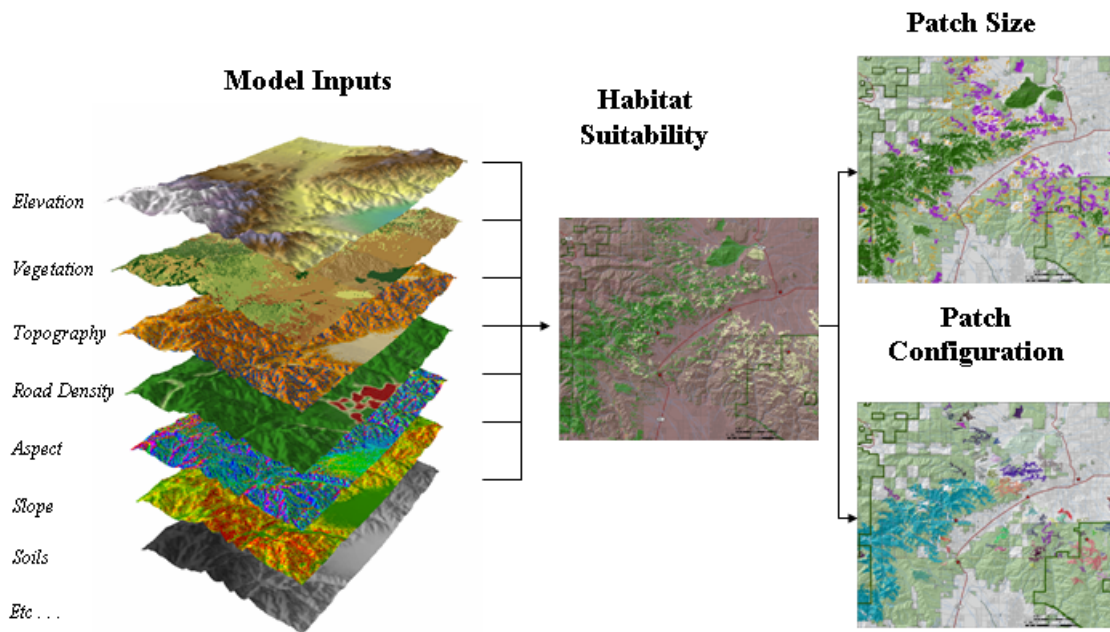 Patch Size
Model Inputs
Habitat
Suitability
Elevation
Vegetation
Topography
Road Density
Aspect
Slope
Soils
Etc . . .
Patch
Configuration